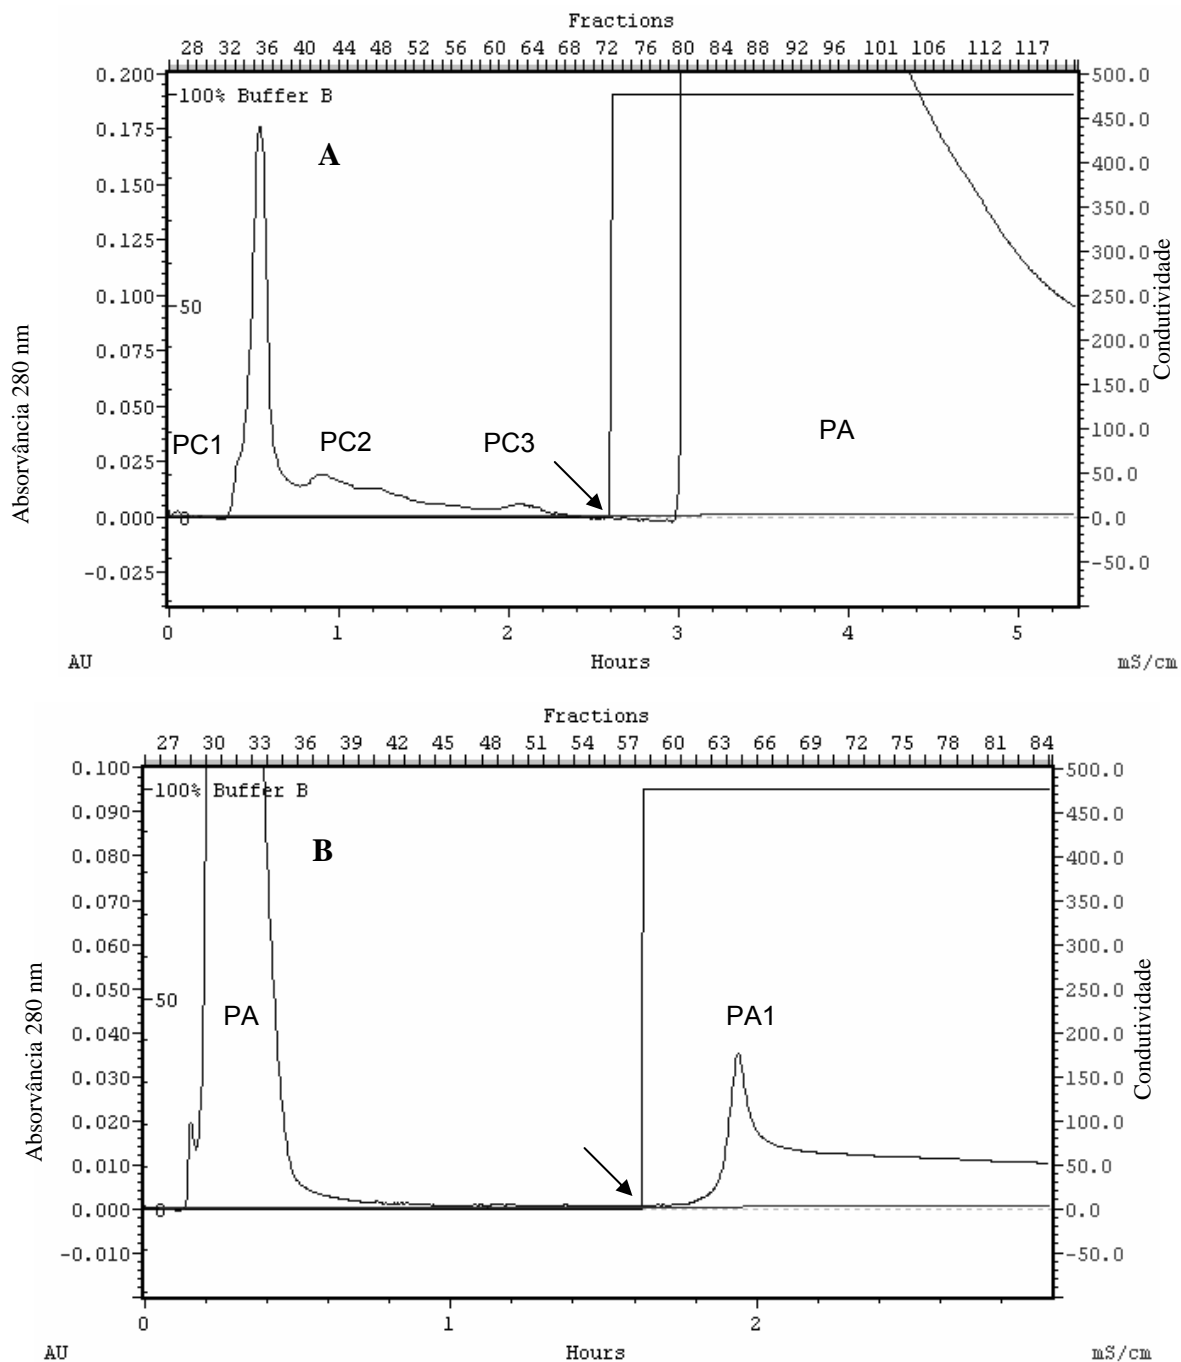 Fractions
28 32 36 40 44 48 52 56 60 64 68 72 76 80 84 88 92 96 101 106 112 117
0.200 500.0
100% Buffer B
0.175 450.0
A 400.0
0.150 350.0
0.125 300.0
0.100 50 250.0
0.075 200.0
150.0
0.050 100.0
PC1 PC2 PC3 PA
0.025 50.0
0.000 0 0.0
-0.025 -50.0
Absorvância 280 nm
Condutividade
0 1 2 3 4 5
AU Hours mS/cm
Fractions
27 30 33 36 39 42 45 48 51 54 57 60 63 66 69 72 75 78 81 84
0.100 500.0
100% Buffer B
0.090 450.0
B
0.080 400.0
0.070 350.0
0.060 300.0
0.050 50 250.0
PA PA1
0.040 200.0
0.030 150.0
0.020 100.0
0.010 50.0
0.000 0 0.0
-0.010 -50.0
Absorvância 280 nm
Condutividade
0 1 2
AU Hours mS/cm